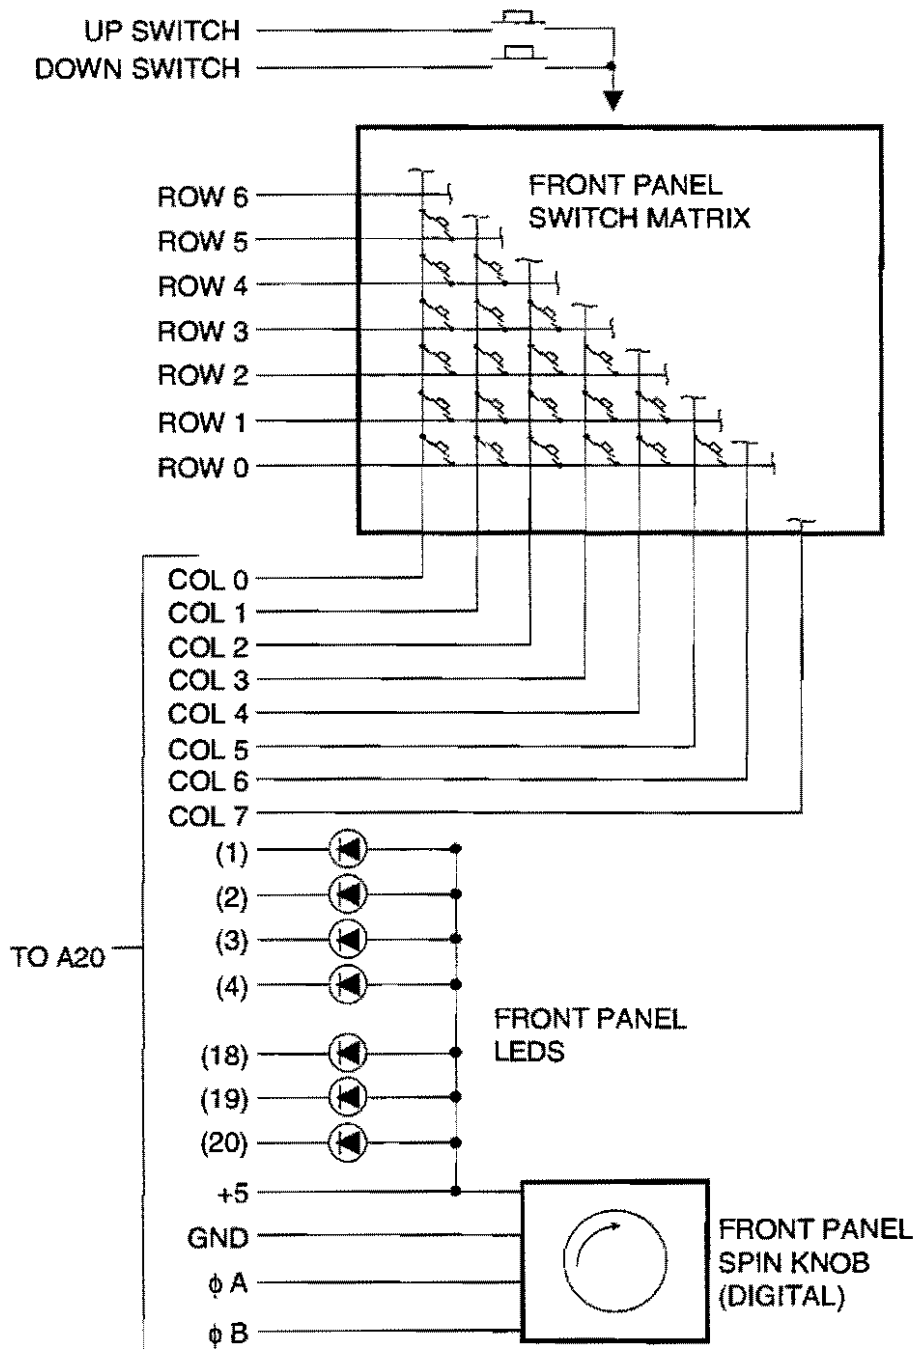 UP SWITCH
DOWN SWITCH
FRONT PANEL
SWITCH MATRIX
ROW 6
ROW 5
ROW 4
ROW 3
ROW 2
ROW 1
ROW 0
COL 0
COL 1
COL 2
COL 3
COL 4
COL 5
COL 6
COL 7
(1)
(2)
(3)
(4)
TO A20
FRONT PANEL
LEDS
(18)
(19)
(20)
+5
GND
ϕ A
ϕ B
FRONT PANEL
SPIN KNOB
(DIGITAL)